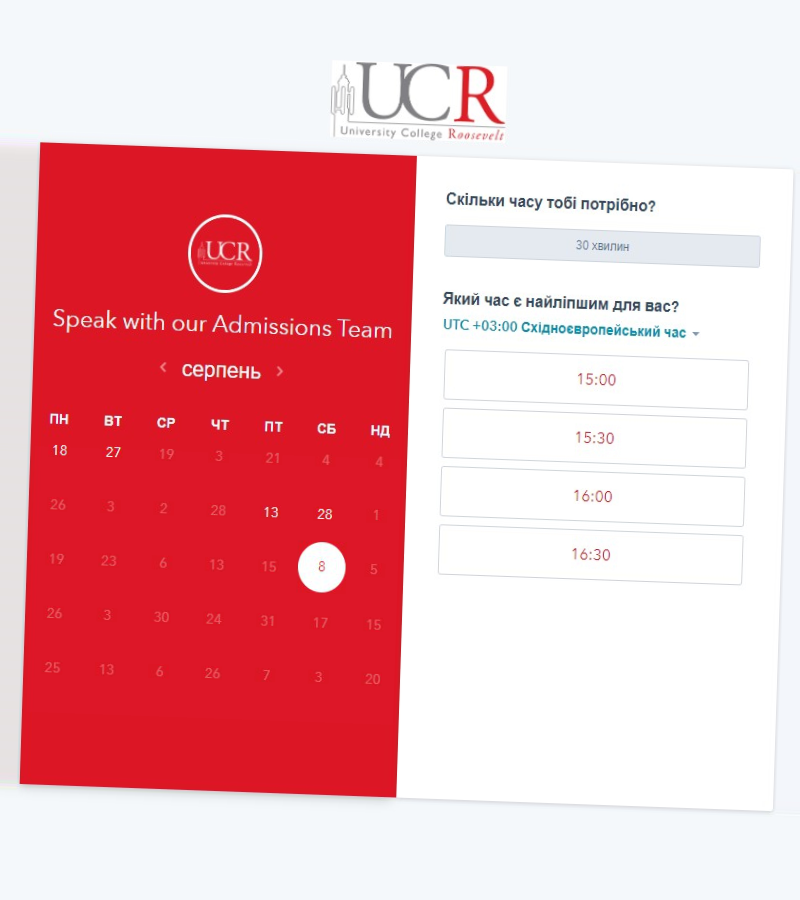 UCR
University College Roosevelt
UCR
Speak with our Admissions Team
серпень
ПН ВТ СР ЧТ ПТ СБ НД
18 27 19 3 21 4 4
26 3 2 28 13 28 1
19 23 6 13 15 8 5
26 3 30 24 31 17 15
25 13 6 26 7 3 20
Скільки часу тобі потрібно?
30 хвилин
Який час є найліпшим для вас?
UTC +03:00 Східноєвропейський час
15:00
15:30
16:00
16:30